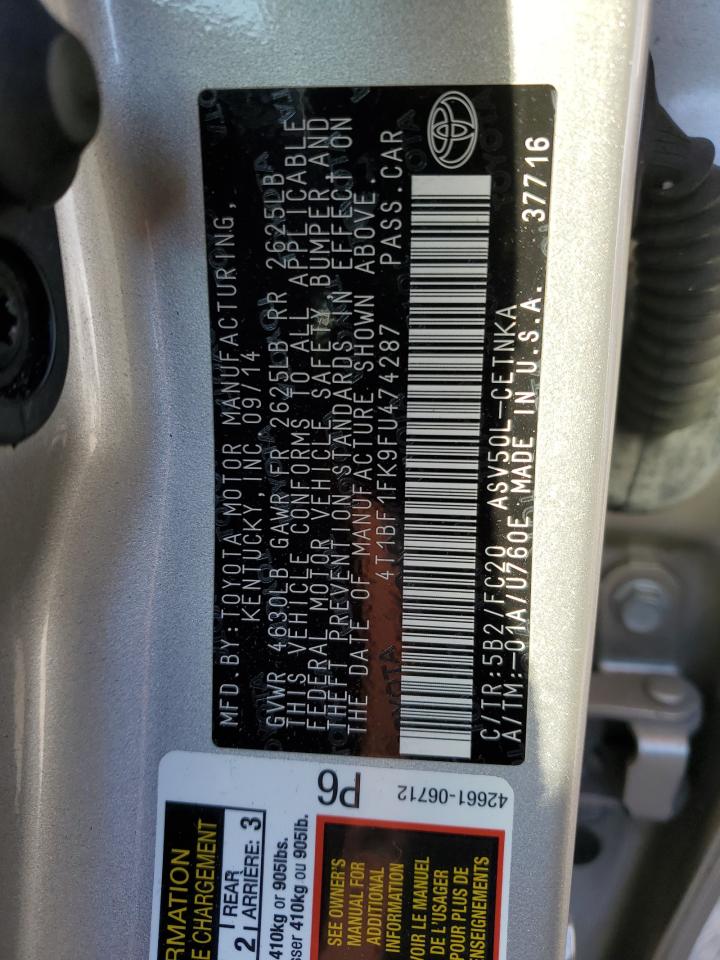 MFD. BY: TOYOTA MOTOR MANUFACTURING,
KENTUCKY, INC. 09/14
GVWR 4630LB GAWR FR 2625LB RR 2625LB
THIS VEHICLE CONFORMS TO ALL APPLICABLE
FEDERAL MOTOR VEHICLE SAFETY, BUMPER AND
THEFT PREVENTION STANDARDS IN EFFECT ON
THE DATE OF MANUFACTURE SHOWN ABOVE.
4T1BF1FK9FU474287 PASS.CAR
C/TR:5B2/FC20 ASV50L-CETNKA
A/TM:-01A/U760E MADE IN U.S.A. 37716
P6
42661-06712
RMATION
E CHARGEMENT
REAR
2 ARRIÈRE: 3
410kg or 905lbs.
sser 410kg ou 905lb.
SEE OWNER'S
MANUAL FOR
ADDITIONAL
INFORMATION
VOIR LE MANUEL
DE L'USAGER
POUR PLUS DE
ENSEIGNEMENTS